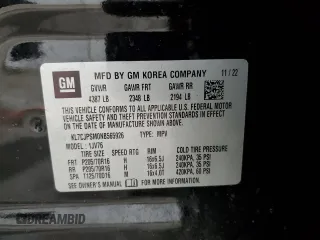 GM
MFD BY GM KOREA COMPANY 11/22
GVWR GAWR FRT GAWR RR
4387 LB 2348 LB 2194 LB
THIS VEHICLE CONFORMS TO ALL APPLICABLE U.S. FEDERAL MOTOR
VEHICLE SAFETY, BUMPER, AND THEFT PREVENTION STANDARDS IN
EFFECT ON THE DATE OF MANUFACTURE SHOWN ABOVE.
TYPE: MPV
MODEL: 1JV76
TIRE SIZE SPEED RTG RIM COLD TIRE PRESSURE
FRT P205/70R16 H 16x6.5J 240KPA, 35 PSI
RR P205/70R16 H 16x6.5J 240KPA, 35 PSI
SPA T125/70D16 M 16x4.0T 420KPA, 60 PSI
SEE OWNER'S MANUAL FOR ADDITIONAL INFORMATION.